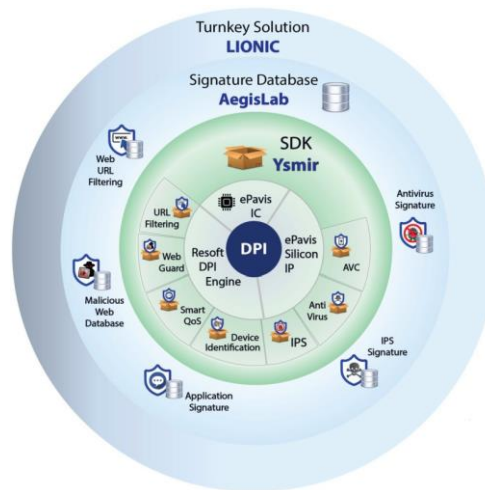 Turnkey Solution
LIONIC
Signature Database
AegisLab
WWW
Web
URL
Filtering
SDK
Ysmir
Antivirus
Signature
URL
Filtering
ePavis
IC
Web
Guard
Resoft
DPI
Engine
DPI
ePavis
Silicon
IP
AVC
Malicious
Web
Database
Smart
QoS
Device
Identification
IPS
Anti
Virus
IPS
Signature
Application
Signature